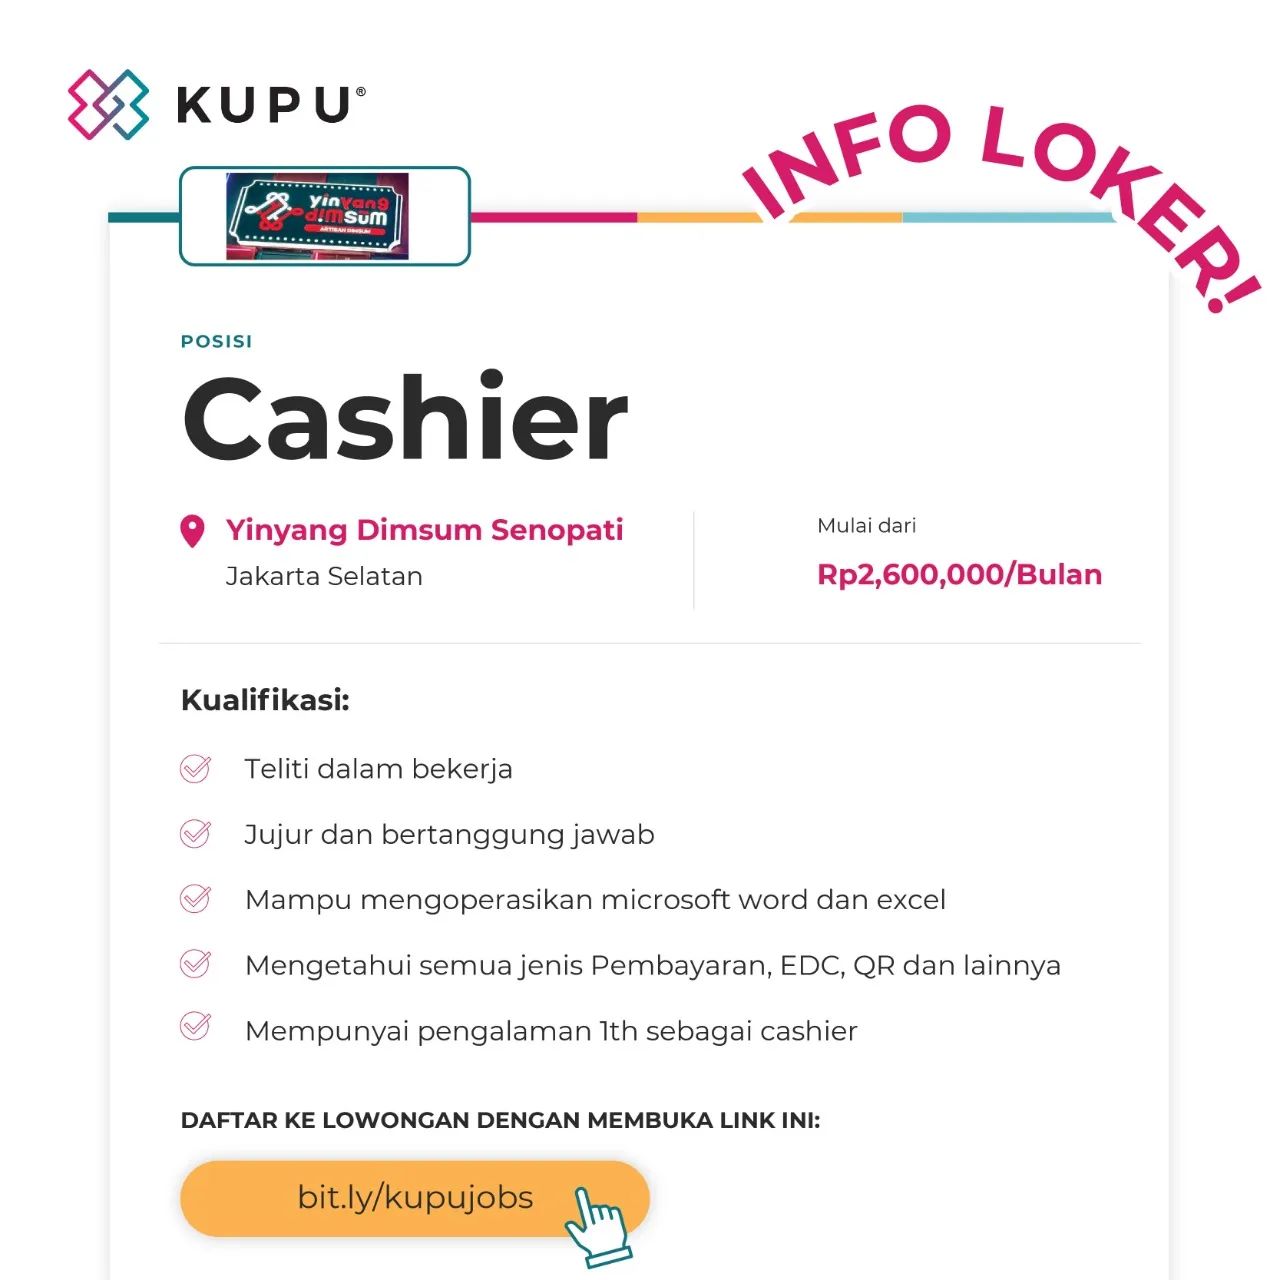 KUPU®
INFO LOKER!
yinyang
dimsum
ARTISAN DIMSUM
POSISI
Cashier
Yinyang Dimsum Senopati
Jakarta Selatan
Mulai dari
Rp2,600,000/Bulan
Kualifikasi:
Teliti dalam bekerja
Jujur dan bertanggung jawab
Mampu mengoperasikan microsoft word dan excel
Mengetahui semua jenis Pembayaran, EDC, QR dan lainnya
Mempunyai pengalaman 1th sebagai cashier
DAFTAR KE LOWONGAN DENGAN MEMBUKA LINK INI:
bit.ly/kupujobs